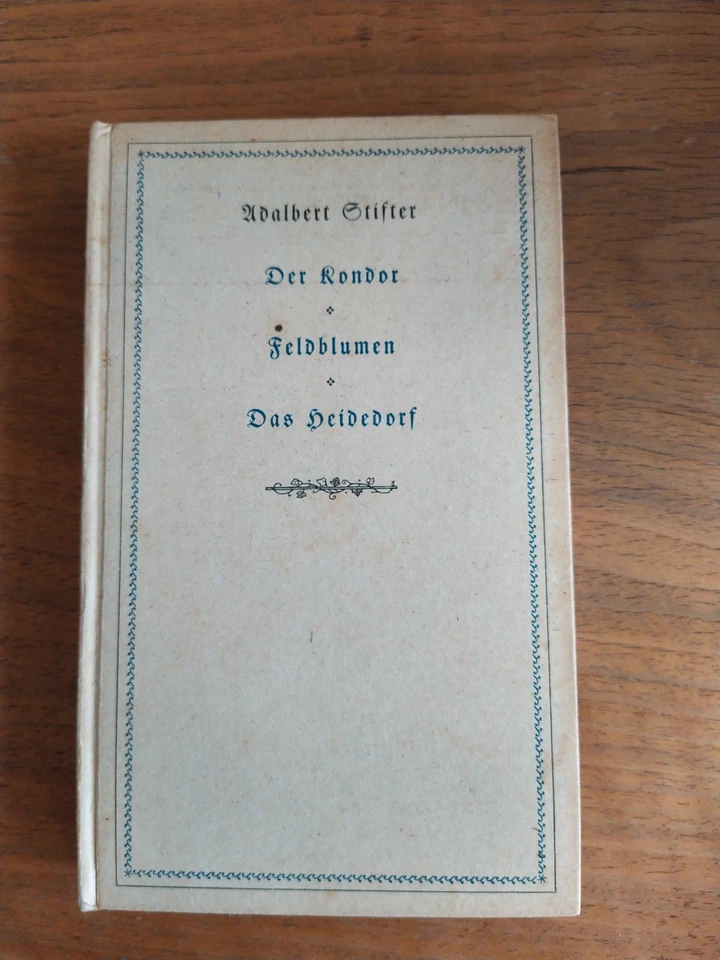 Adalbert Stifter
Der Kondor
Feldblumen
Das Heidedorf